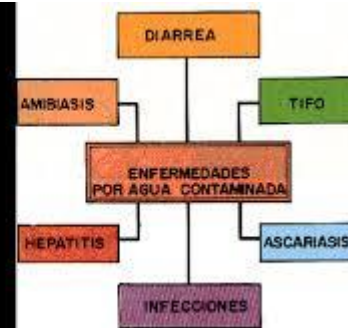 DIARREA
AMIBIASIS
TIFO
ENFERMEDADES
POR AGUA CONTAMINADA
HEPATITIS
ASCARIASIS
INFECCIONES